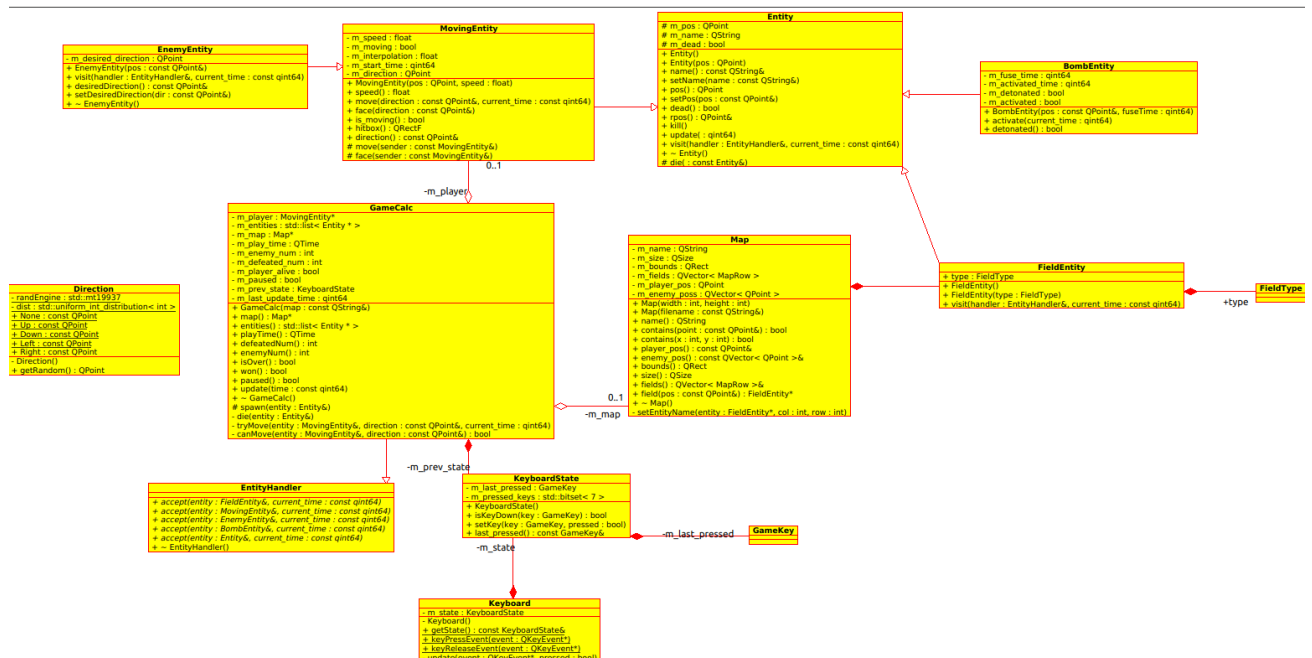 EnemyEntity
- m_desired_direction : QPoint
+ EnemyEntity(pos : const QPoint&)
+ visit(handler : EntityHandler&, current_time : const qint64)
+ desiredDirection() : const QPoint&
+ setDesiredDirection(dir : const QPoint&)
+ ~ EnemyEntity()
MovingEntity
- m_speed : float
- m_moving : bool
- m_interpolation : float
- m_start_time : qint64
- m_direction : QPoint
+ MovingEntity(pos : QPoint, speed : float)
+ speed() : float
+ move(direction : const QPoint&, current_time : const qint64)
+ face(direction : const QPoint&)
+ is_moving() : bool
+ hitbox() : QRectF
+ direction() : const QPoint&
# move(sender : const MovingEntity&)
# face(sender : const MovingEntity&)
Entity
# m_pos : QPoint
# m_name : QString
# m_dead : bool
+ Entity()
+ Entity(pos : QPoint)
+ name() : const QString&
+ setName(name : const QString&)
+ pos() : QPoint
+ setPos(pos : const QPoint&)
+ dead() : bool
+ rpos() : QPoint&
+ kill()
+ update( : qint64)
+ visit(handler : EntityHandler&, current_time : const qint64)
+ ~ Entity()
# die( : const Entity&)
BombEntity
- m_fuse_time : qint64
- m_activated_time : qint64
- m_detonated : bool
- m_activated : bool
+ BombEntity(pos : const QPoint&, fuseTime : qint64)
+ activate(current_time : qint64)
+ detonated() : bool
0..1
-m_player
GameCalc
- m_player : MovingEntity*
- m_entities : std::list< Entity * >
- m_map : Map*
- m_play_time : QTime
- m_enemy_num : int
- m_defeated_num : int
- m_player_alive : bool
- m_paused : bool
- m_prev_state : KeyboardState
- m_last_update_time : qint64
+ GameCalc(map : const QString&)
+ map() : Map*
+ entities() : std::list< Entity * >
+ playTime() : QTime
+ defeatedNum() : int
+ enemyNum() : int
+ isOver() : bool
+ won() : bool
+ paused() : bool
+ update(time : const qint64)
+ ~ GameCalc()
# spawn(entity : Entity&)
- die(entity : Entity&)
- tryMove(entity : MovingEntity&, direction : const QPoint&, current_time : qint64)
- canMove(entity : MovingEntity&, direction : const QPoint&) : bool
Map
- m_name : QString
- m_size : QSize
- m_bounds : QRect
- m_fields : QVector< MapRow >
- m_player_pos : QPoint
- m_enemy_poss : QVector< QPoint >
+ Map(width : int, height : int)
+ Map(filename : const QString&)
+ name() : QString
+ contains(point : const QPoint&) : bool
+ contains(x : int, y : int) : bool
+ player_pos() : const QPoint&
+ enemy_pos() : const QVector< QPoint >&
+ bounds() : QRect
+ size() : QSize
+ fields() : QVector< MapRow >&
+ field(pos : const QPoint&) : FieldEntity*
+ ~ Map()
- setEntityName(entity : FieldEntity*, col : int, row : int)
FieldEntity
+ type : FieldType
+ FieldEntity()
+ FieldEntity(type : FieldType)
+ visit(handler : EntityHandler&, current_time : const qint64)
FieldType
+type
Direction
- randEngine : std::mt19937
- dist : std::uniform_int_distribution< int >
+ None : const QPoint
+ Up : const QPoint
+ Down : const QPoint
+ Left : const QPoint
+ Right : const QPoint
- Direction()
+ getRandom() : QPoint
0..1
-m_map
-m_prev_state
EntityHandler
+ accept(entity : FieldEntity&, current_time : const qint64)
+ accept(entity : MovingEntity&, current_time : const qint64)
+ accept(entity : EnemyEntity&, current_time : const qint64)
+ accept(entity : BombEntity&, current_time : const qint64)
+ accept(entity : Entity&, current_time : const qint64)
+ ~ EntityHandler()
KeyboardState
- m_last_pressed : GameKey
- m_pressed_keys : std::bitset< 7 >
+ KeyboardState()
+ isKeyDown(key : GameKey) : bool
+ setKey(key : GameKey, pressed : bool)
+ last_pressed() : const GameKey&
-m_last_pressed
GameKey
-m_state
Keyboard
- m_state : KeyboardState
- Keyboard()
+ getState() : const KeyboardState&
+ keyPressEvent(event : QKeyEvent*)
+ keyReleaseEvent(event : QKeyEvent*)
- update(event : QKeyEvent*, pressed : bool)